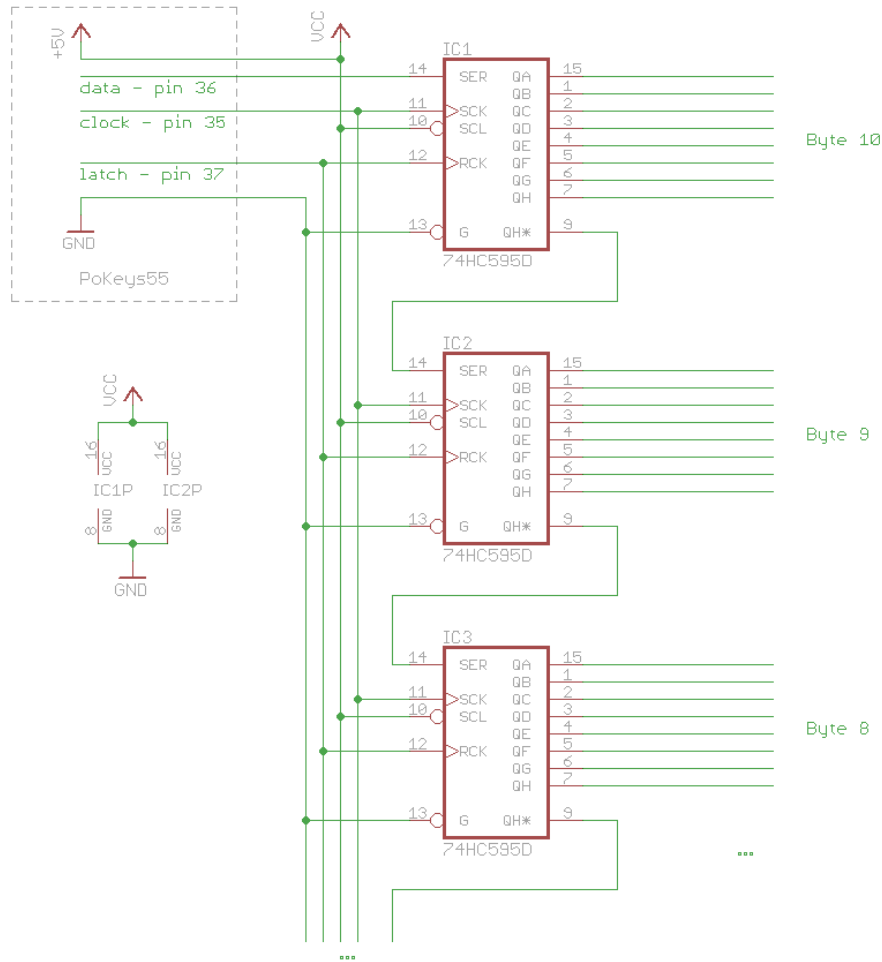 +5V
VCC
data - pin 36
clock - pin 35
latch - pin 37
GND
PoKeys55
IC1
14 SER QA 15
QB 1
11 SCK QC 2
10 SCL QD 3
QE 4
12 RCK QF 5
QG 6
QH 7
13 G QH* 9
74HC595D
Byte 10
IC2
14 SER QA 15
QB 1
11 SCK QC 2
10 SCL QD 3
QE 4
12 RCK QF 5
QG 6
QH 7
13 G QH* 9
74HC595D
Byte 9
VCC
16 VCC 16 VCC
IC1P IC2P
8 GND 8 GND
GND
IC3
14 SER QA 15
QB 1
11 SCK QC 2
10 SCL QD 3
QE 4
12 RCK QF 5
QG 6
QH 7
13 G QH* 9
74HC595D
Byte 8
...
...